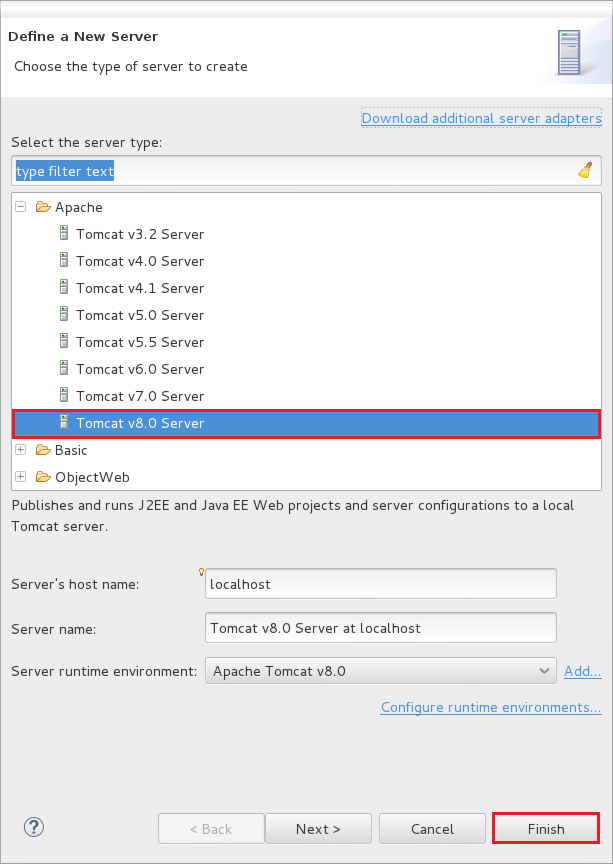 Define a New Server
Choose the type of server to create
Download additional server adapters
Select the server type:
type filter text
Apache
Tomcat v3.2 Server
Tomcat v4.0 Server
Tomcat v4.1 Server
Tomcat v5.0 Server
Tomcat v5.5 Server
Tomcat v6.0 Server
Tomcat v7.0 Server
Tomcat v8.0 Server
Basic
ObjectWeb
Publishes and runs J2EE and Java EE Web projects and server configurations to a local
Tomcat server.
Server's host name: localhost
Server name: Tomcat v8.0 Server at localhost
Server runtime environment: Apache Tomcat v8.0 Add...
Configure runtime environments...
? < Back Next > Cancel Finish